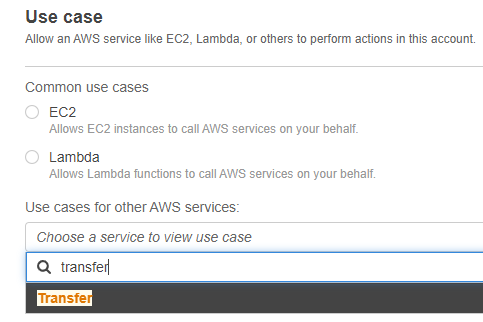 Use case
Allow an AWS service like EC2, Lambda, or others to perform actions in this account.
Common use cases
EC2
Allows EC2 instances to call AWS services on your behalf.
Lambda
Allows Lambda functions to call AWS services on your behalf.
Use cases for other AWS services:
Choose a service to view use case
transfer
Transfer